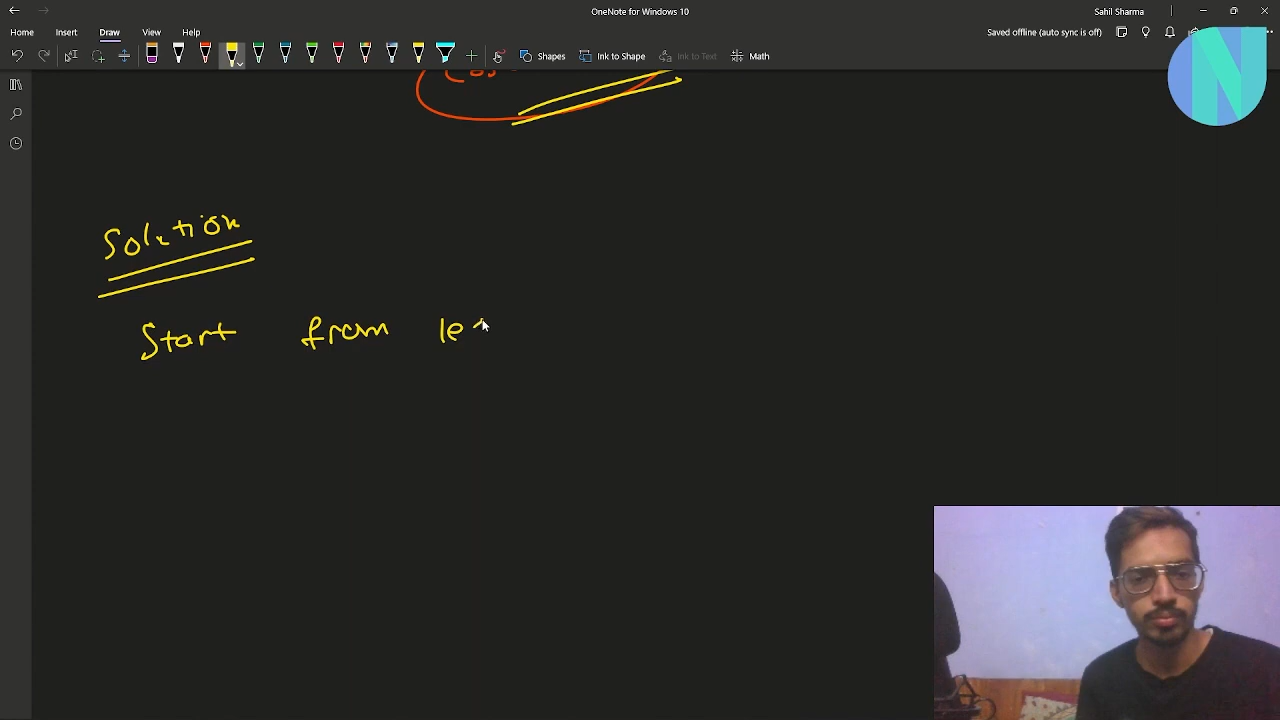 OneNote for Windows 10
Sahil Sharma
Home Insert Draw View Help
Saved offline (auto sync is off)
Shapes Ink to Shape Ink to Text Math
Solution
Start from le